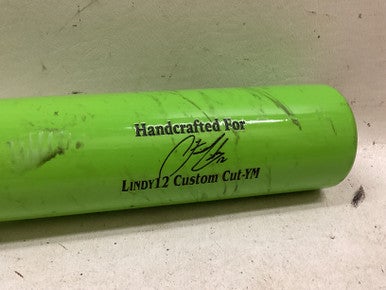 Handcrafted For
LINDY12 Custom Cut-YM